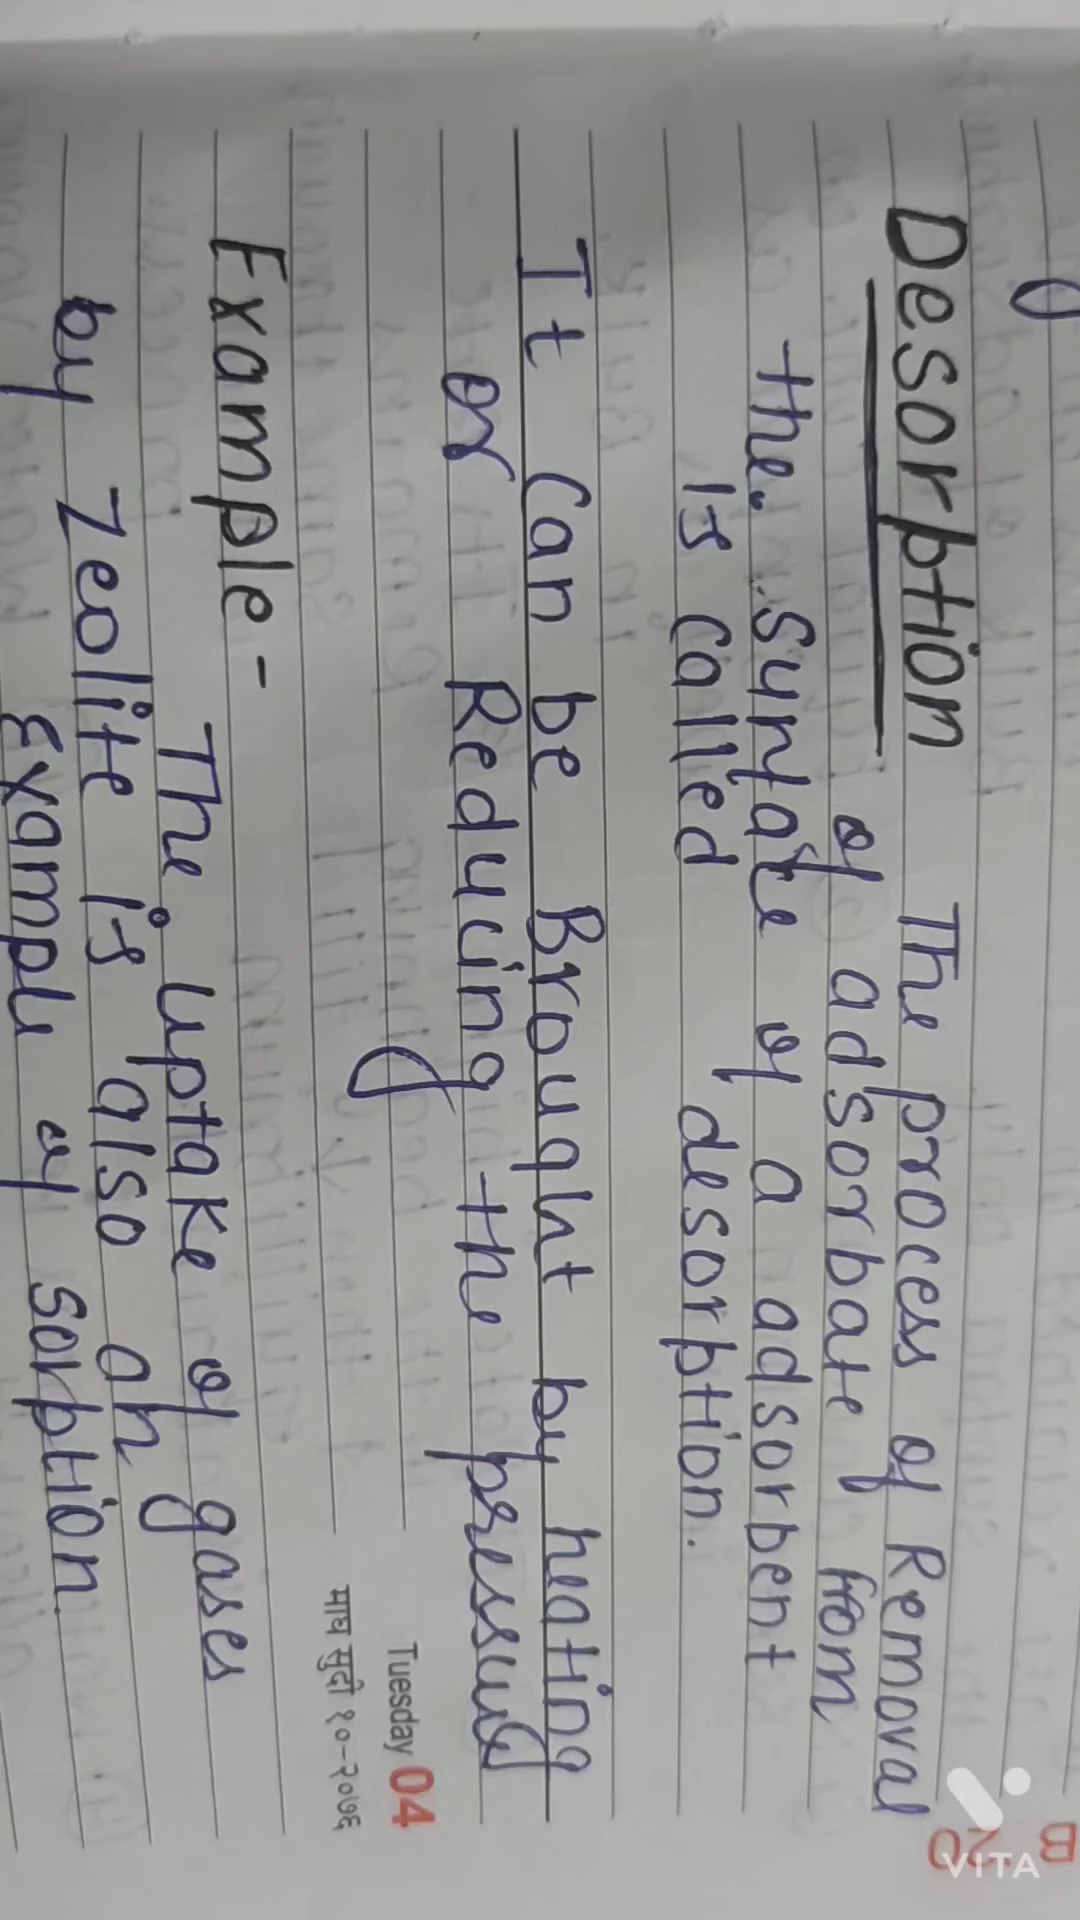 Desorption The process of Removal
of adsorbate from
the surface of a adsorbent
is called desorption.
It can be Brought by heating
or Reducing the pressure
Tuesday 04
माघ सुदी १०-२०७६
Example-
The uptake of gases
by Zeolite is also an
Example of sorption.
VITA